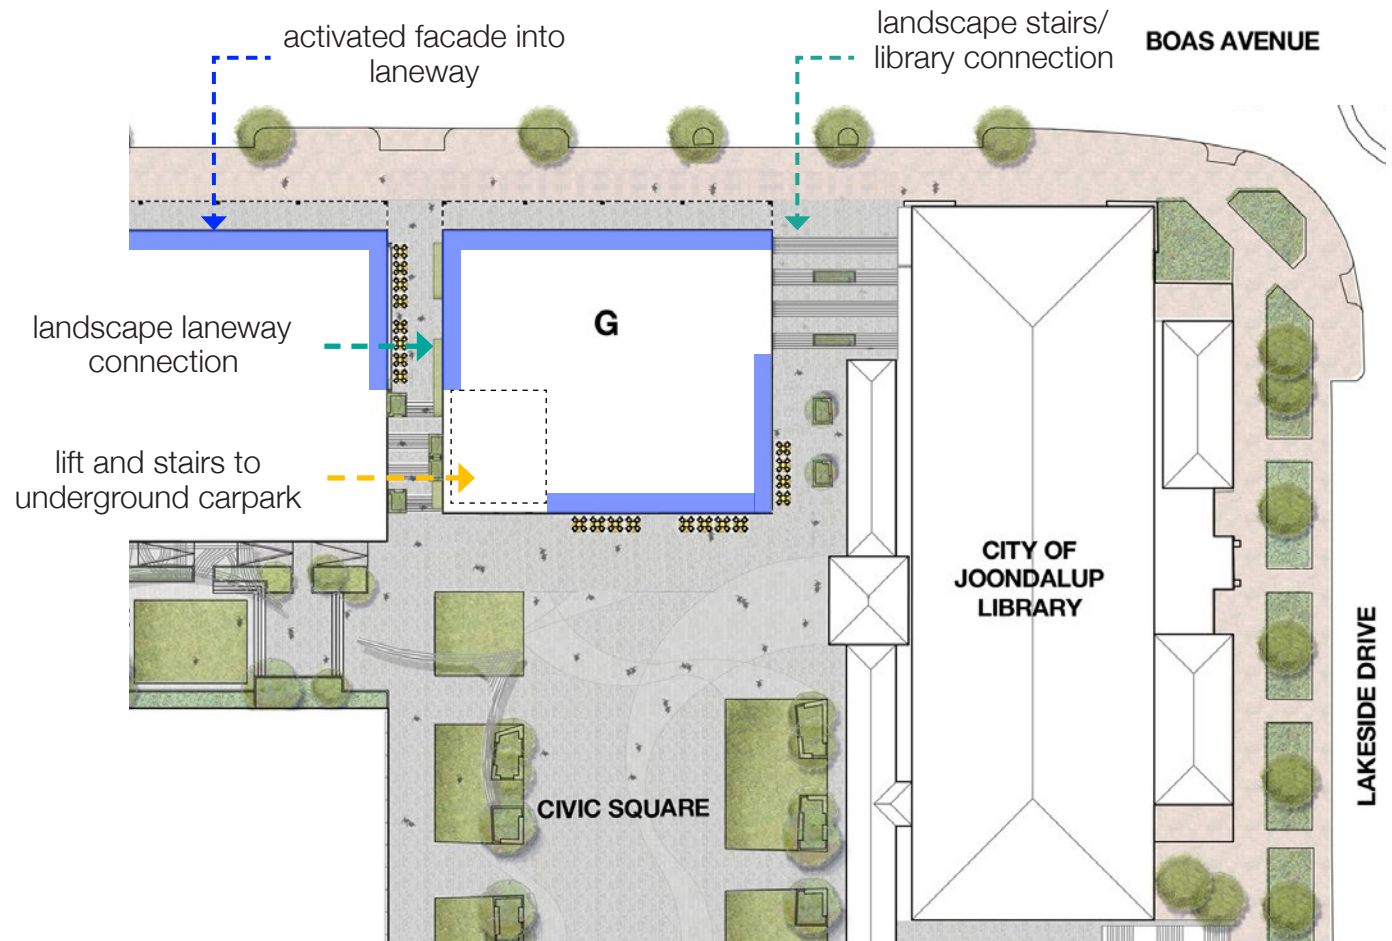 activated facade into
laneway
landscape stairs/
library connection
BOAS AVENUE
landscape laneway
connection
G
lift and stairs to
underground carpark
CITY OF
JOONDALUP
LIBRARY
CIVIC SQUARE
LAKESIDE DRIVE